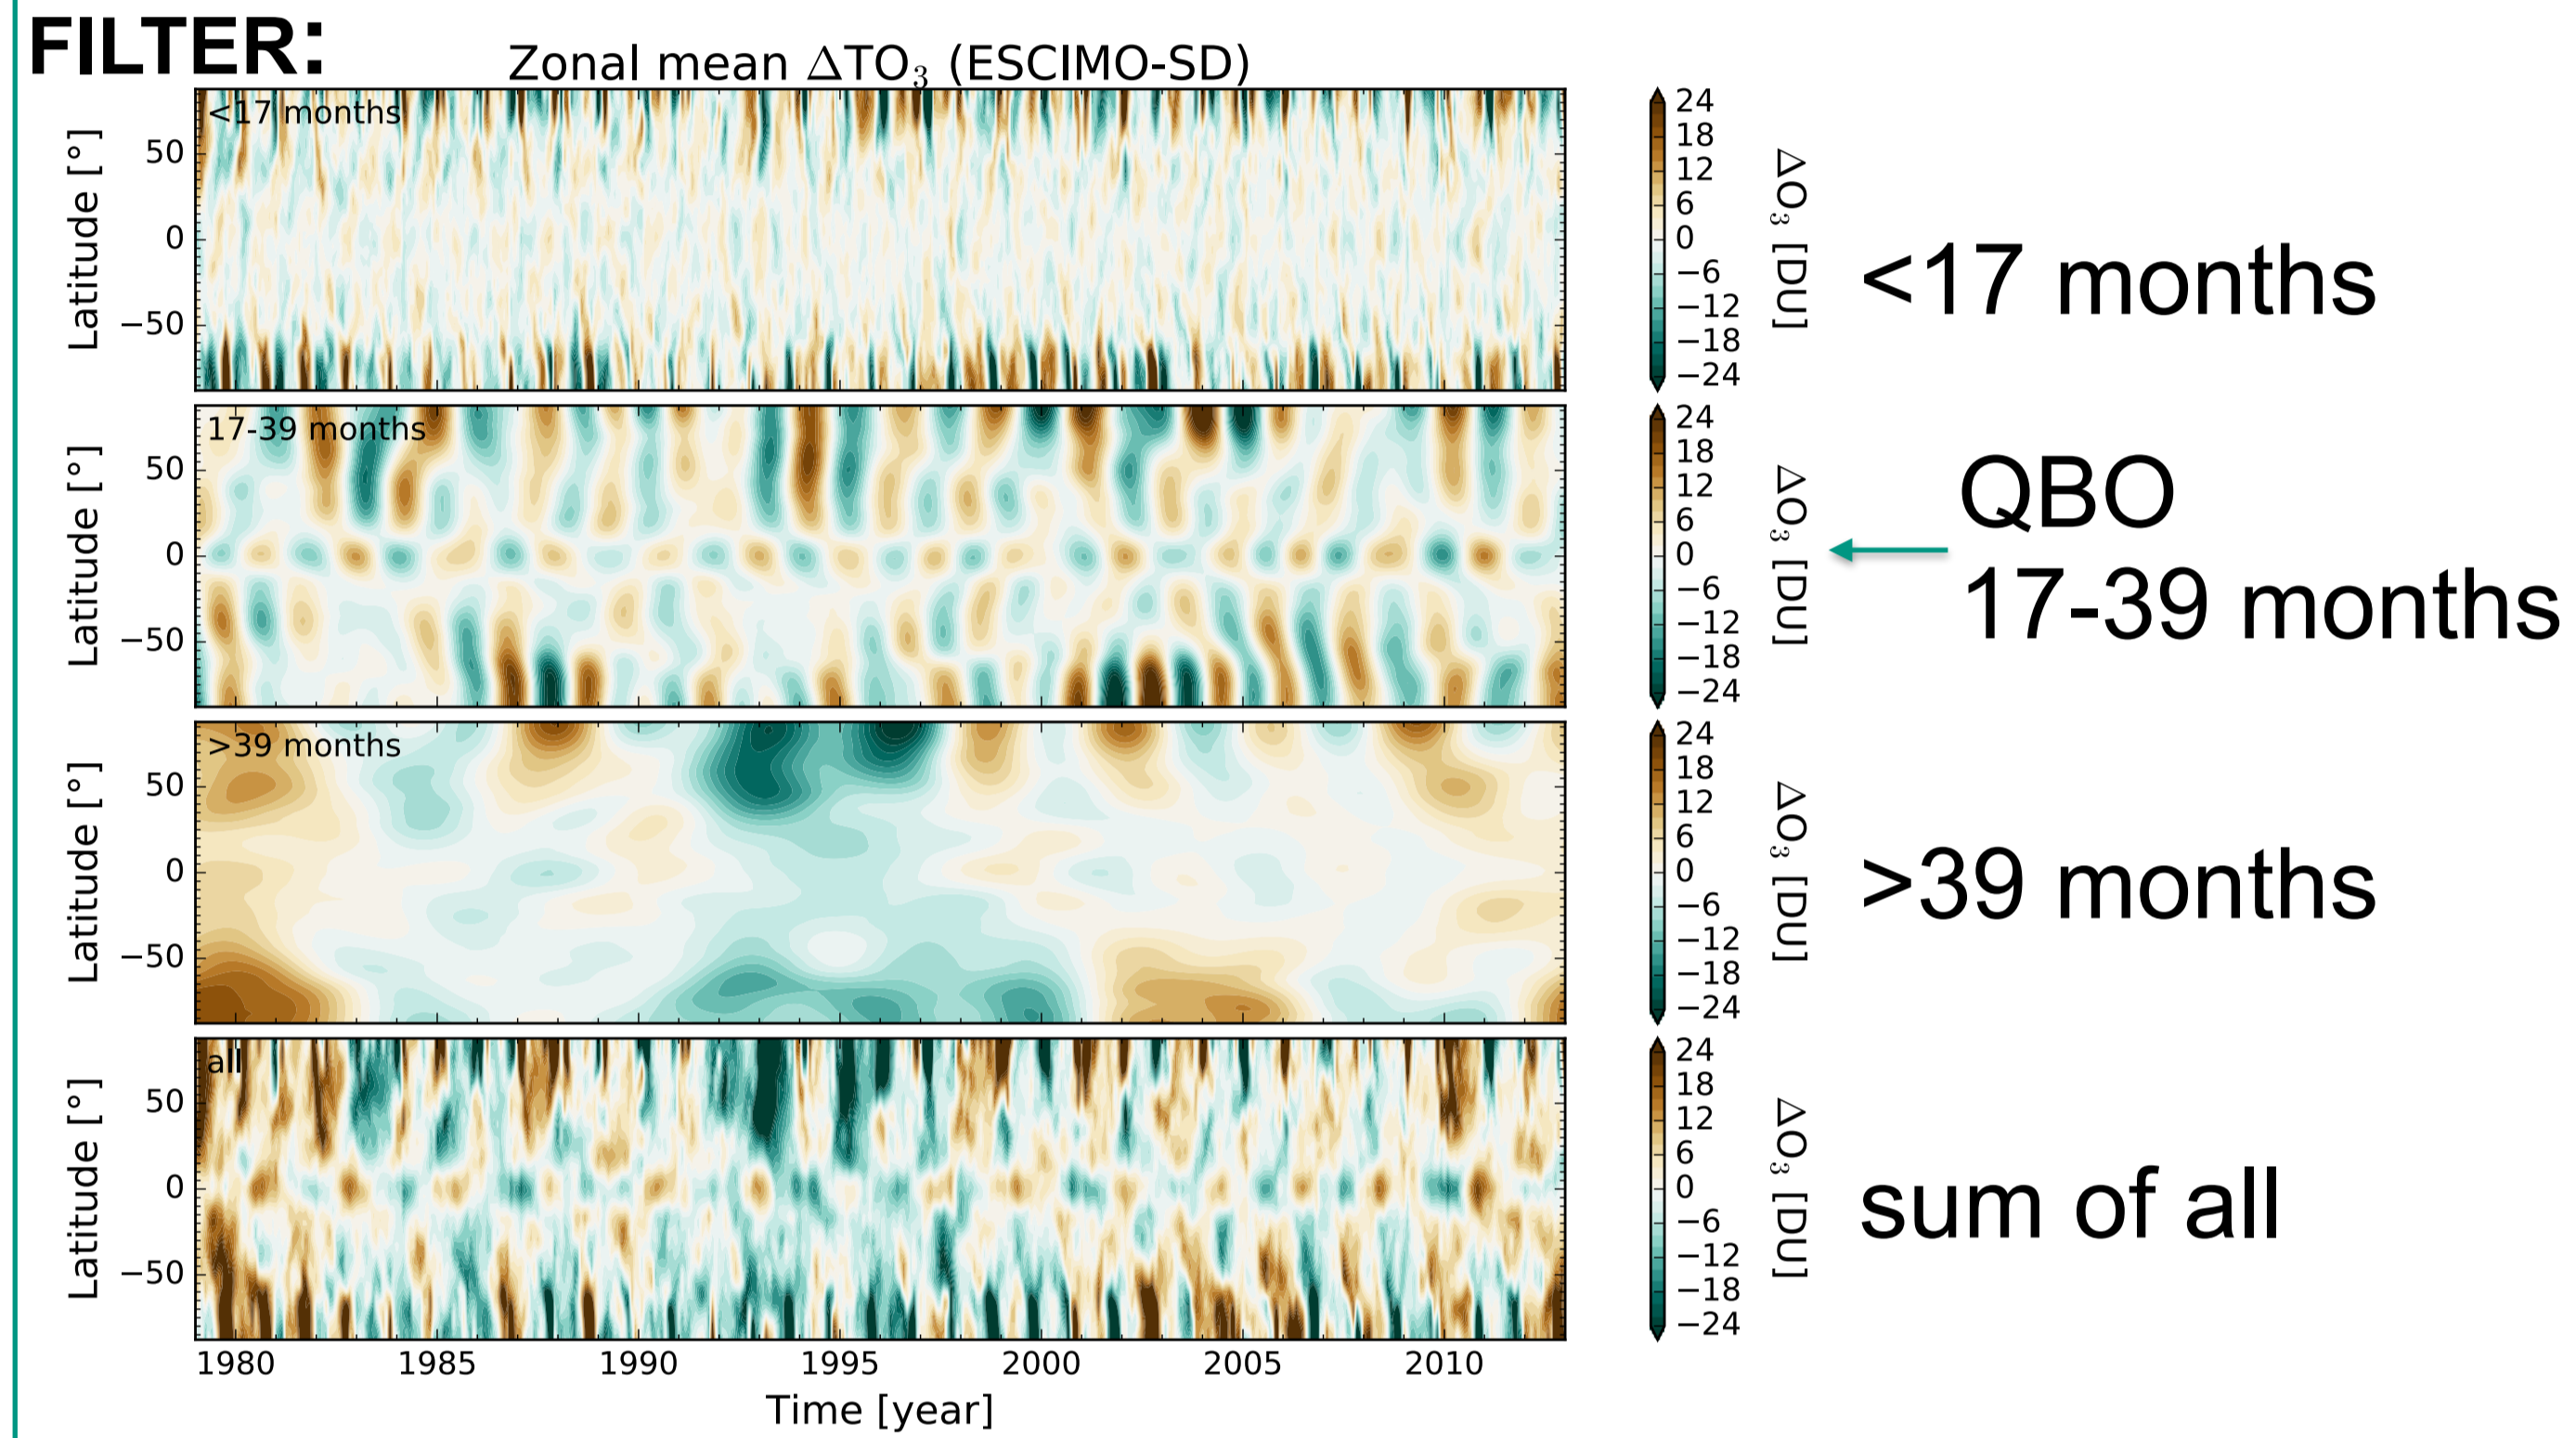 FILTER:
Zonal mean ΔTO₃ (ESCIMO-SD)
<17 months
Latitude [°]
50
0
−50
24
18
12
6
0
−6
−12
−18
−24
ΔO₃ [DU]
<17 months
17-39 months
Latitude [°]
50
0
−50
24
18
12
6
0
−6
−12
−18
−24
ΔO₃ [DU]
QBO
17-39 months
>39 months
Latitude [°]
50
0
−50
24
18
12
6
0
−6
−12
−18
−24
ΔO₃ [DU]
>39 months
all
Latitude [°]
50
0
−50
24
18
12
6
0
−6
−12
−18
−24
ΔO₃ [DU]
sum of all
1980 1985 1990 1995 2000 2005 2010
Time [year]